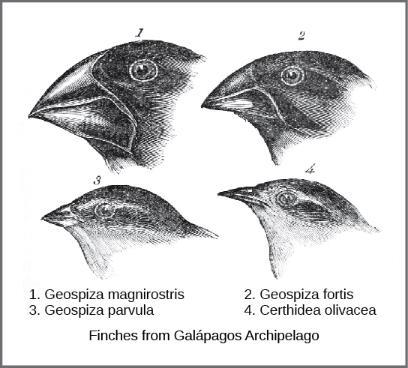 1
2
3
4
1. Geospiza magnirostris
2. Geospiza fortis
3. Geospiza parvula
4. Certhidea olivacea
Finches from Galápagos Archipelago